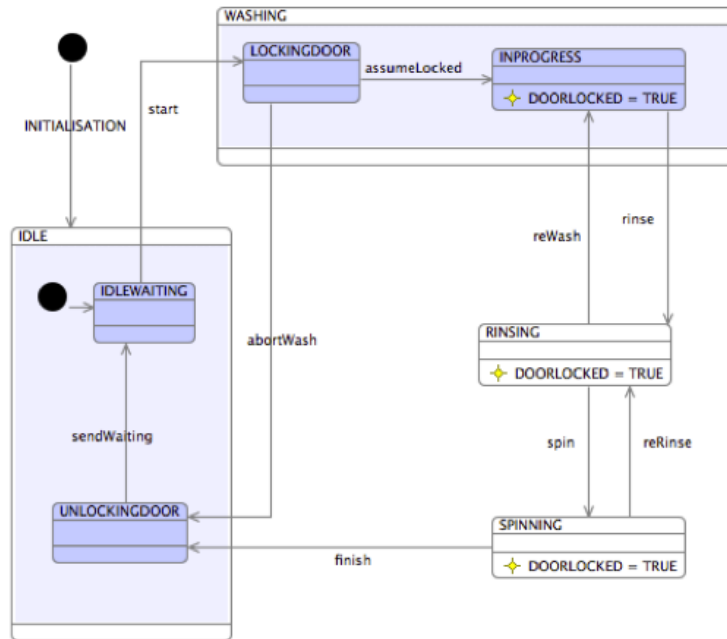 WASHING
LOCKINGDOOR
assumeLocked
INPROGRESS
DOORLOCKED = TRUE
start
INITIALISATION
IDLE
IDLEWAITING
reWash
rinse
abortWash
RINSING
DOORLOCKED = TRUE
sendWaiting
spin
reRinse
UNLOCKINGDOOR
SPINNING
DOORLOCKED = TRUE
finish